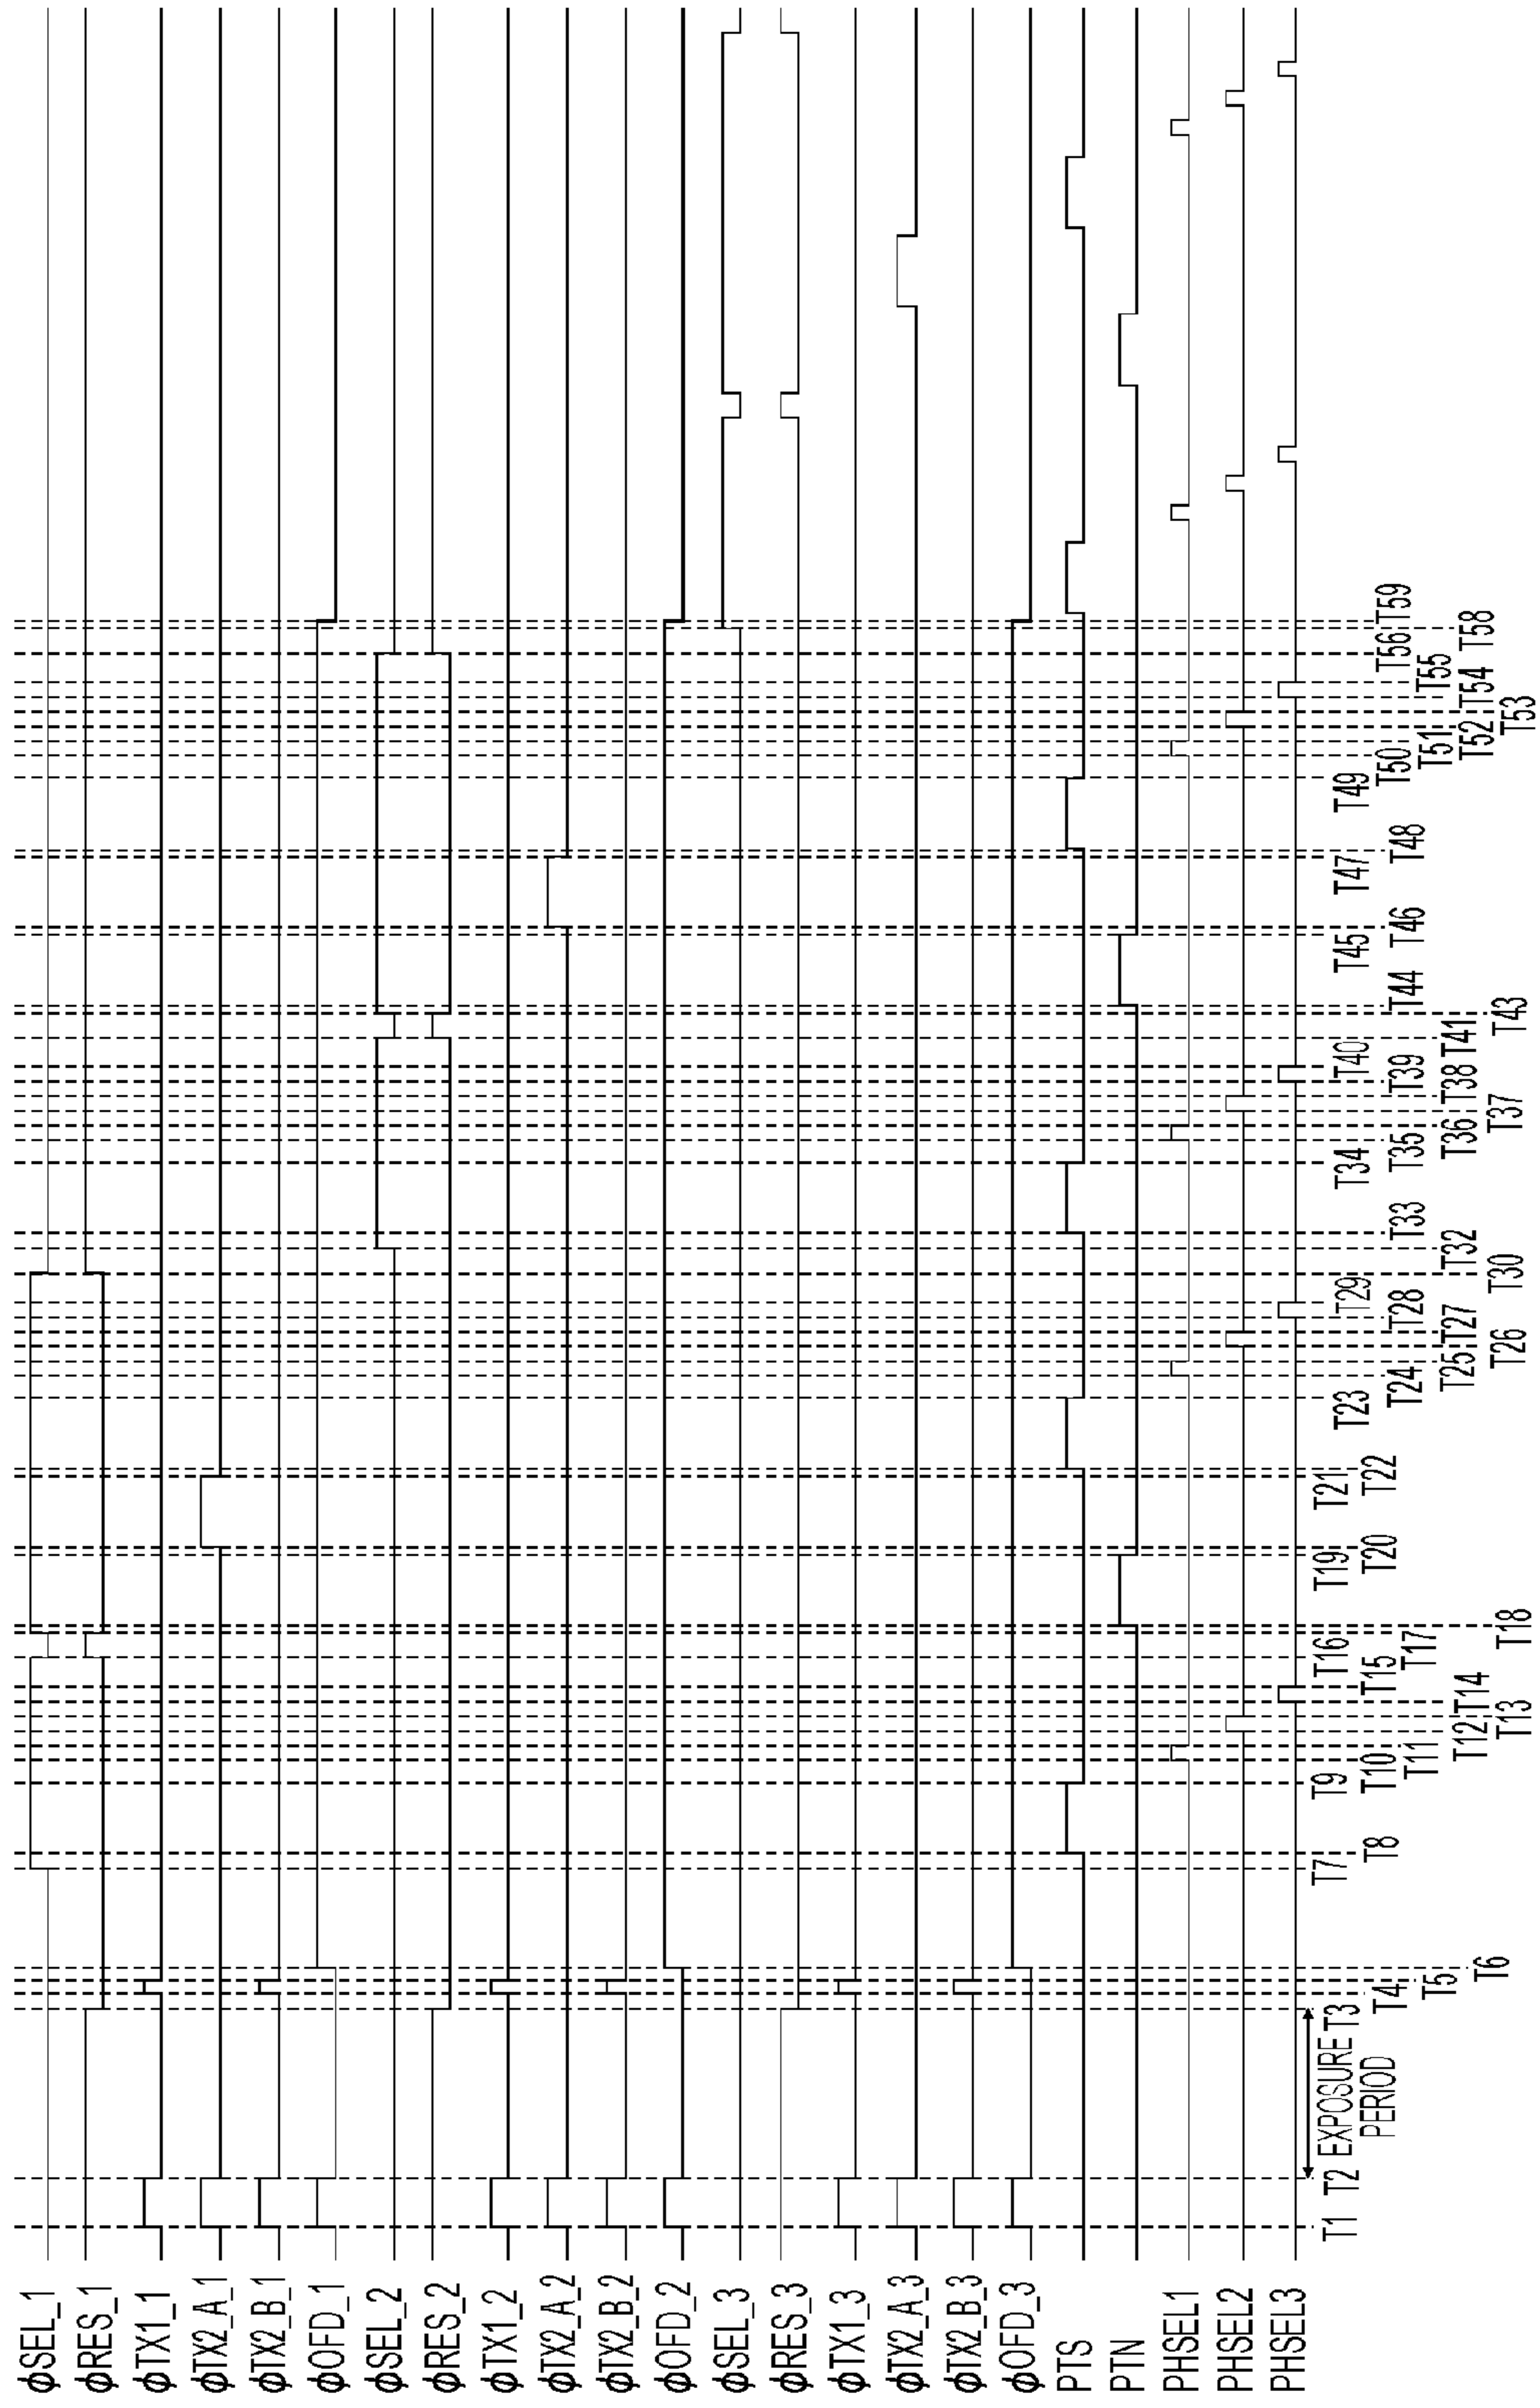 ϕSEL_1
ϕRES_1
ϕTX1_1
ϕTX2_A_1
ϕTX2_B_1
ϕOFD_1
ϕSEL_2
ϕRES_2
ϕTX1_2
ϕTX2_A_2
ϕTX2_B_2
ϕOFD_2
ϕSEL_3
ϕRES_3
ϕTX1_3
ϕTX2_A_3
ϕTX2_B_3
ϕOFD_3
PTS
PTN
PHSEL1
PHSEL2
PHSEL3
T1
T2
EXPOSURE
PERIOD
T3
T4
T5
T6
T7
T8
T9
T10
T11
T12
T13
T14
T15
T16
T17
T18
T19
T20
T21
T22
T23
T24
T25
T26
T27
T28
T29
T30
T32
T33
T34
T35
T36
T37
T38
T39
T40
T41
T43
T44
T45
T46
T47
T48
T49
T50
T51
T52
T53
T54
T55
T56
T58
T59